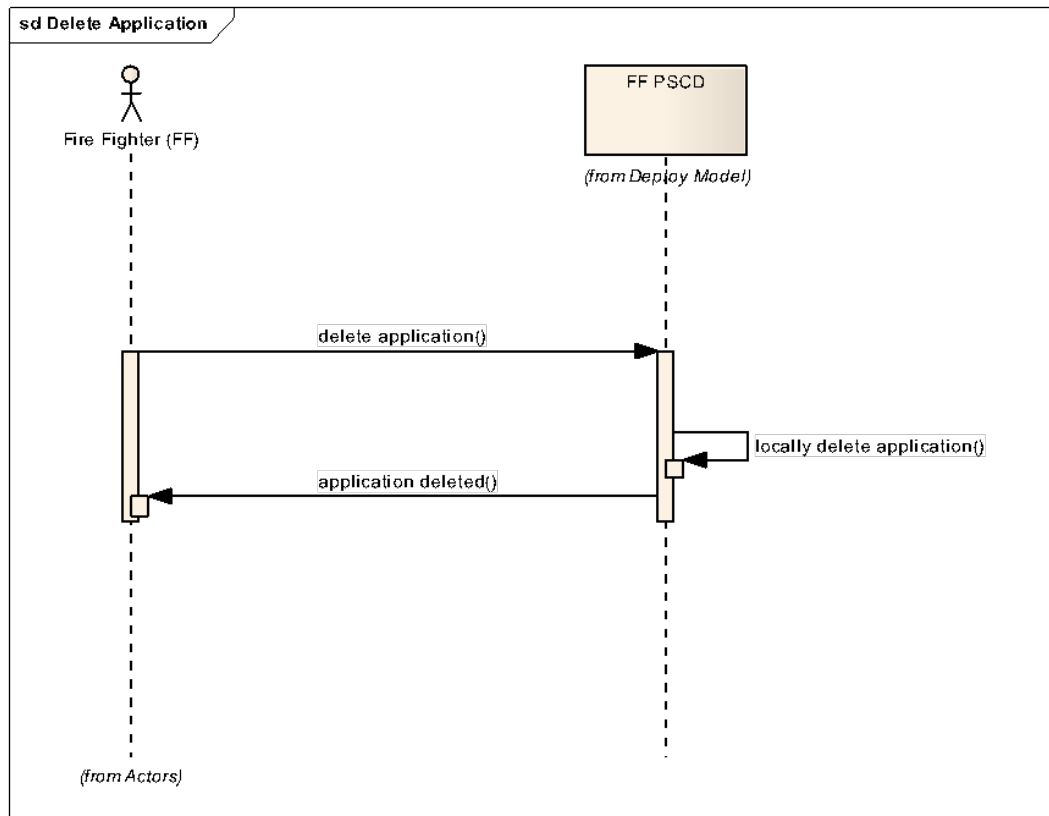 sd Delete Application
FF PSCD
Fire Fighter (FF)
(from Deploy Model)
delete application()
locally delete application()
application deleted()
(from Actors)